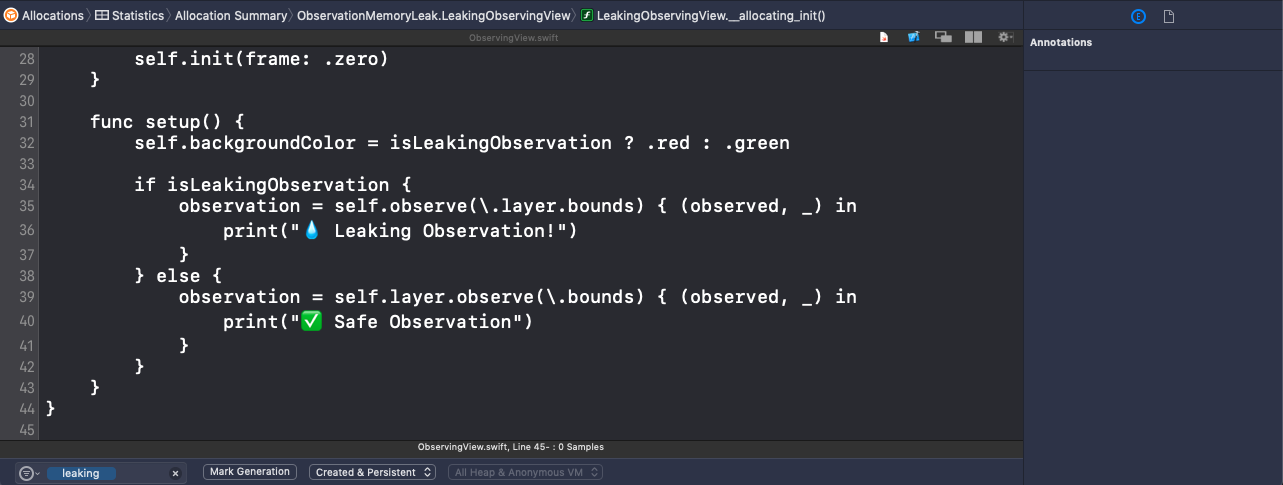 Allocations Statistics Allocation Summary ObservationMemoryLeak.LeakingObservingView LeakingObservingView.__allocating_init()
ObservingView.swift
E
Annotations
28 self.init(frame: .zero)
29 }
30
31 func setup() {
32 self.backgroundColor = isLeakingObservation ? .red : .green
33
34 if isLeakingObservation {
35 observation = self.observe(\.layer.bounds) { (observed, _) in
36 print("💧 Leaking Observation!")
37 }
38 } else {
39 observation = self.layer.observe(\.bounds) { (observed, _) in
40 print("✅ Safe Observation")
41 }
42 }
43 }
44 }
45
ObservingView.swift, Line 45- : 0 Samples
leaking Mark Generation Created & Persistent All Heap & Anonymous VM